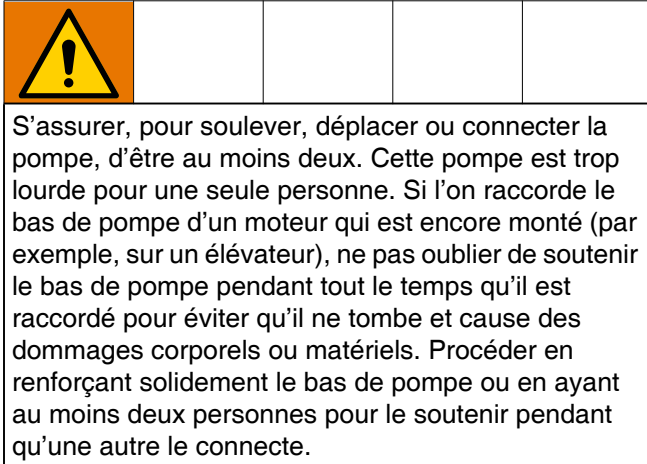 S’assurer, pour soulever, déplacer ou connecter la
pompe, d’être au moins deux. Cette pompe est trop
lourde pour une seule personne. Si l’on raccorde le
bas de pompe d’un moteur qui est encore monté (par
exemple, sur un élévateur), ne pas oublier de soutenir
le bas de pompe pendant tout le temps qu’il est
raccordé pour éviter qu’il ne tombe et cause des
dommages corporels ou matériels. Procéder en
renforçant solidement le bas de pompe ou en ayant
au moins deux personnes pour le soutenir pendant
qu’une autre le connecte.